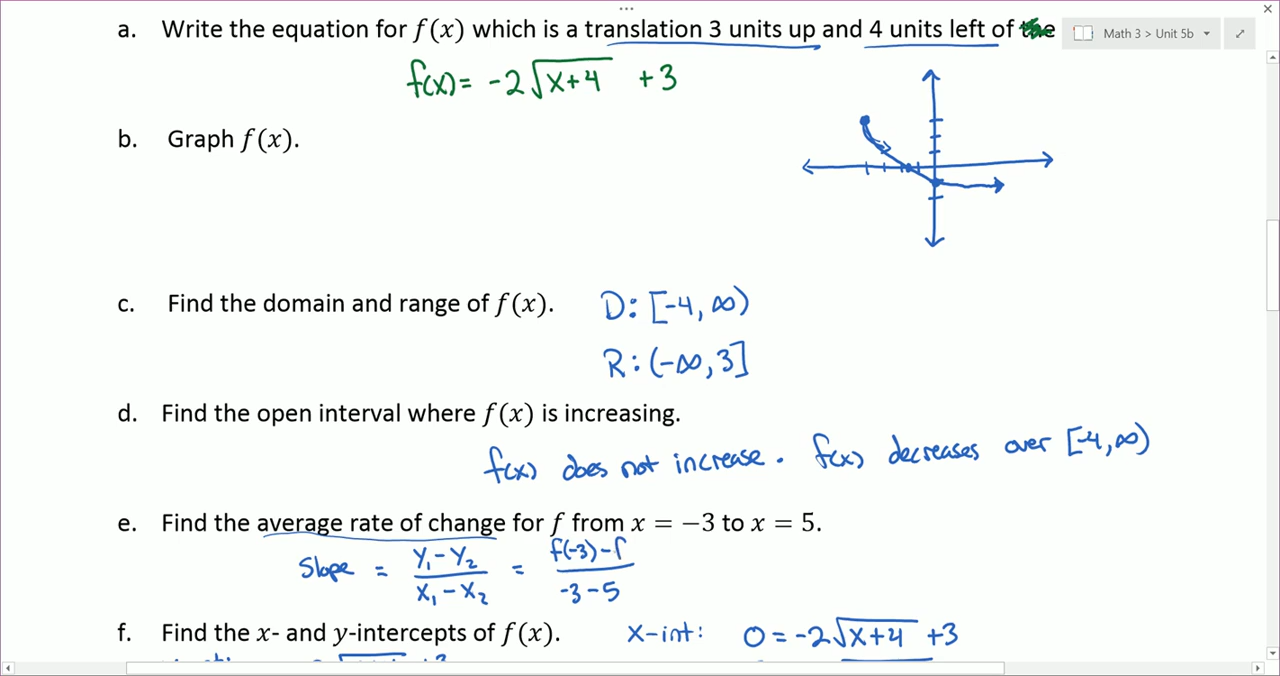 a. Write the equation for f(x) which is a translation 3 units up and 4 units left of the
Math 3 > Unit 5b
f(x) = -2√(x+4) +3
b. Graph f(x).
c. Find the domain and range of f(x). D: [-4, ∞)
R: (-∞, 3]
d. Find the open interval where f(x) is increasing.
f(x) does not increase. f(x) decreases over [-4, ∞)
e. Find the average rate of change for f from x = −3 to x = 5.
Slope = (y₁-y₂)/(x₁-x₂) = (f(-3)-f)/(-3-5)
f. Find the x- and y-intercepts of f(x). x-int: 0 = -2√(x+4) +3